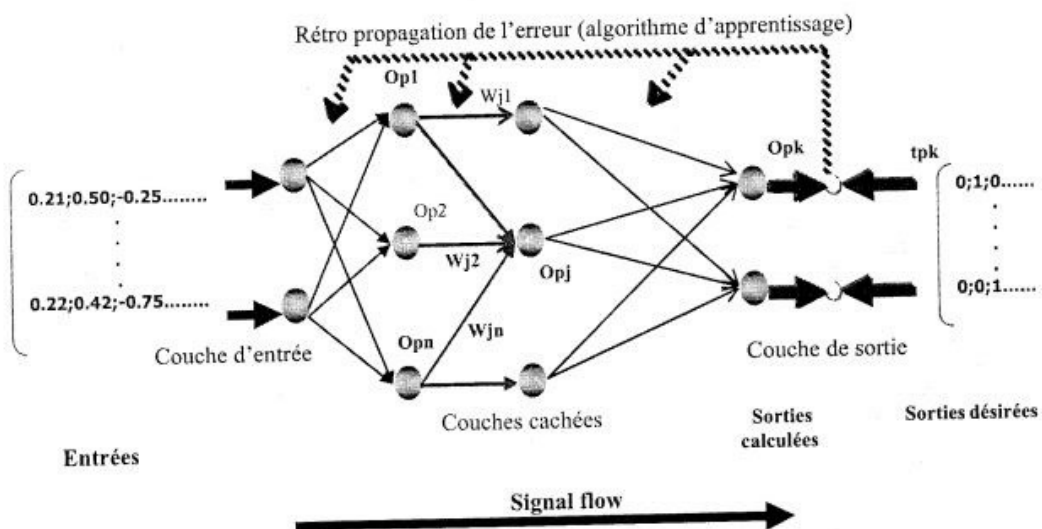 Rétro propagation de l'erreur (algorithme d'apprentissage)
Op1
Wj1
Opk
tpk
0.21;0.50;-0.25........
0;1;0......
Op2
Wj2
Opj
0.22;0.42;-0.75........
0;0;1......
Wjn
Couche d'entrée
Opn
Couche de sortie
Couches cachées
Sorties calculées
Sorties désirées
Entrées
Signal flow